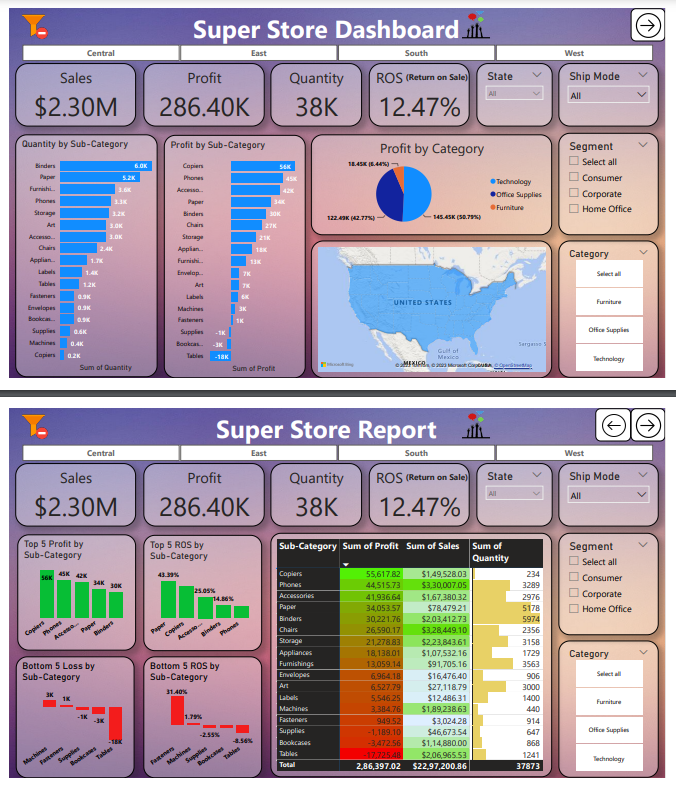 Super Store Dashboard
Central East South West
Sales Profit Quantity ROS (Return on Sale) State Ship Mode
$2.30M 286.40K 38K 12.47% All All
Quantity by Sub-Category
Binders 6.0K
Paper 5.2K
Furnishi...
Phones 3.3K
Storage 3.2K
Art 3.0K
Accesso... 3.0K
Chairs 2.4K
Applian... 1.7K
Labels 1.4K
Tables 1.2K
Fasteners 0.9K
Envelopes 0.9K
Bookcas... 0.9K
Supplies 0.6K
Machines 0.4K
Copiers 0.2K
Sum of Quantity
Profit by Sub-Category
Copiers 56K
Phones 45K
Accesso... 42K
Paper 34K
Binders 30K
Chairs 27K
Storage 21K
Applian... 18K
Furnishi... 13K
Envelop... 7K
Art 7K
Labels 6K
Machines 3K
Fasteners 1K
Supplies -1K
Bookcas... -3K
Tables -18K
Sum of Profit
Profit by Category
18.45K (6.44%)
122.49K (42.77%)
145.45K (50.79%)
Technology
Office Supplies
Furniture
UNITED STATES
Gulf of
Mexico
MEXICO
Sargasso S
Microsoft Bing
© OpenStreetMap
Segment
Select all
Consumer
Corporate
Home Office
Category
Select all
Furniture
Office Supplies
Technology
Super Store Report
Central East South West
Sales Profit Quantity ROS (Return on Sale) State Ship Mode
$2.30M 286.40K 38K 12.47% All All
Top 5 Profit by
Sub-Category
56K 45K 42K 34K 30K
Copiers Phones Accesso... Paper Binders
Top 5 ROS by
Sub-Category
43.39% 25.05% 14.86%
Paper Copiers Accesso... Binders Phones
Bottom 5 Loss by
Sub-Category
3K 1K -1K -3K -18K
Machines Fasteners Supplies Bookcases Tables
Bottom 5 ROS by
Sub-Category
31.40% 1.79% -2.55% -8.56%
Fasteners Machines Supplies Bookcases Tables
Sub-Category Sum of Profit Sum of Sales Sum of
Quantity
Copiers 55,617.82 $1,49,528.03 234
Phones 44,515.73 $3,30,007.05 3289
Accessories 41,936.64 $1,67,380.32 2976
Paper 34,053.57 $78,479.21 5178
Binders 30,221.76 $2,03,412.73 5974
Chairs 26,590.17 $3,28,449.10 2356
Storage 21,278.83 $2,23,843.61 3158
Appliances 18,138.01 $1,07,532.16 1729
Furnishings 13,059.14 $91,705.16 3563
Envelopes 6,964.18 $16,476.40 906
Art 6,527.79 $27,118.79 3000
Labels 5,546.25 $12,486.31 1400
Machines 3,384.76 $1,89,238.63 440
Fasteners 949.52 $3,024.28 914
Supplies -1,189.10 $46,673.54 647
Bookcases -3,472.56 $1,14,880.00 868
Tables -17,725.48 $2,06,965.53 1241
Total 2,86,397.02 $22,97,200.86 37873
Segment
Select all
Consumer
Corporate
Home Office
Category
Select all
Furniture
Office Supplies
Technology